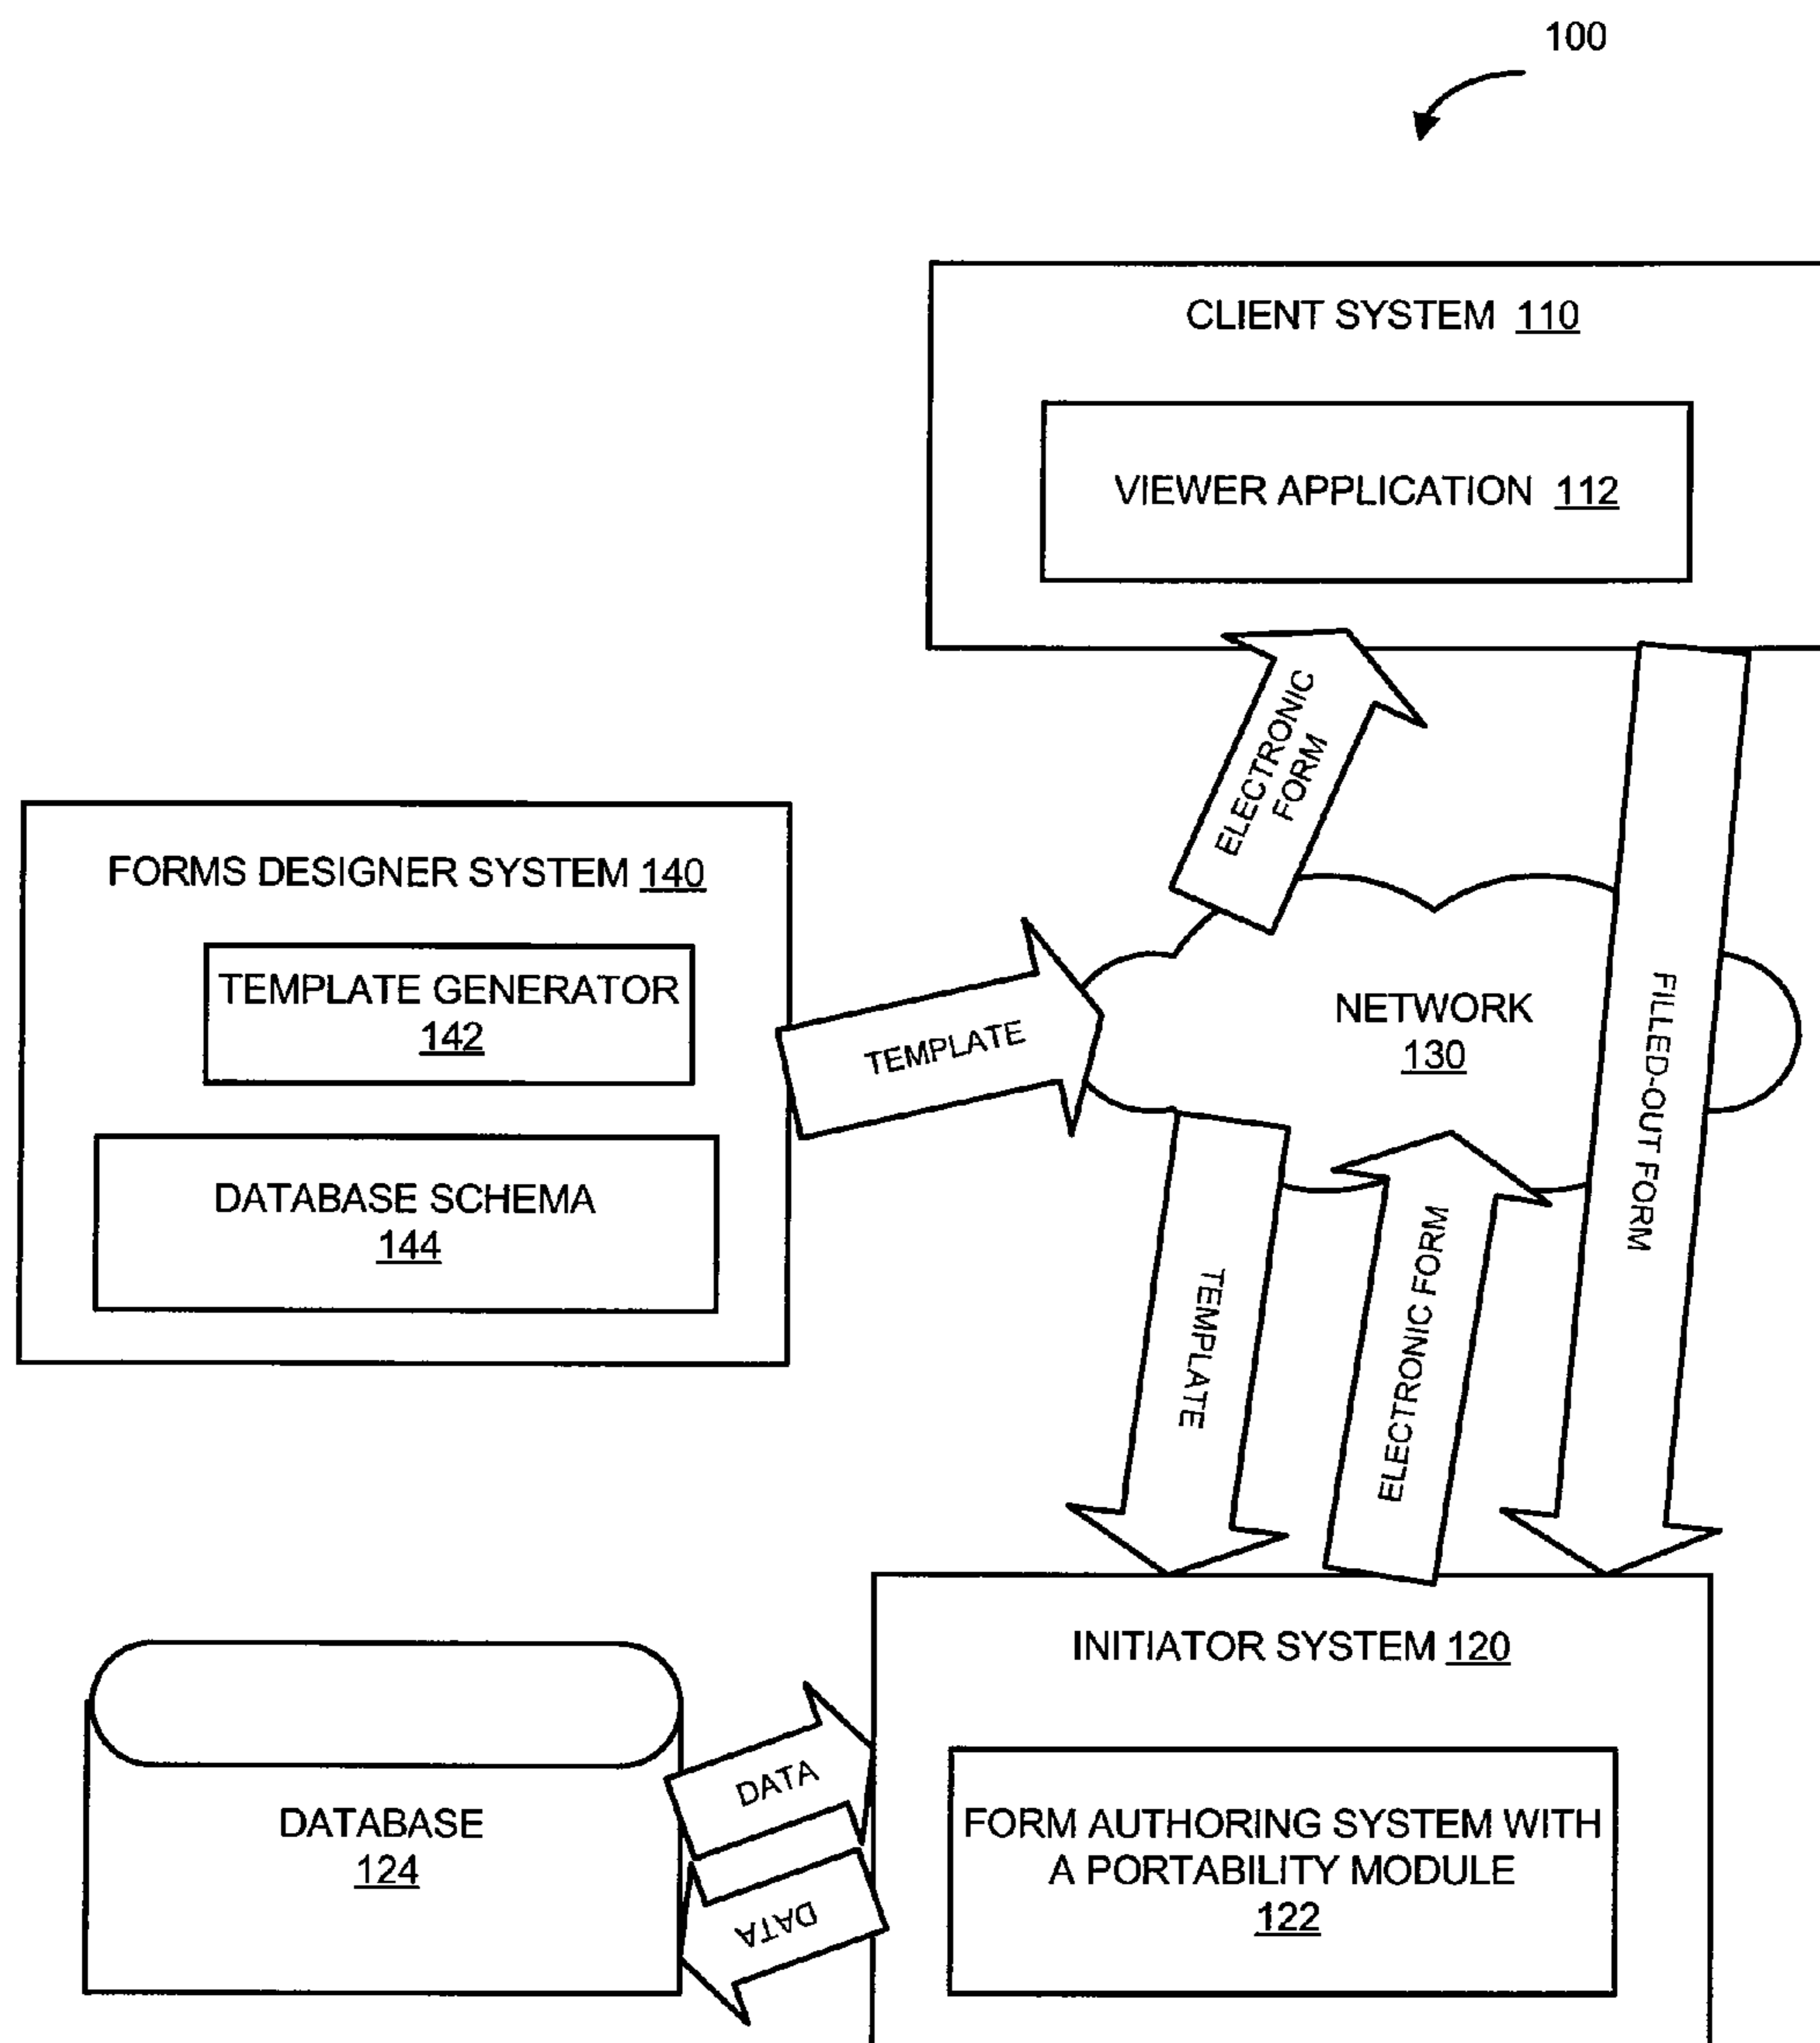 100
CLIENT SYSTEM 110
VIEWER APPLICATION 112
ELECTRONIC
FORM
FORMS DESIGNER SYSTEM 140
TEMPLATE GENERATOR
142
DATABASE SCHEMA
144
TEMPLATE
NETWORK
130
FILLED-OUT FORM
TEMPLATE
ELECTRONIC FORM
INITIATOR SYSTEM 120
FORM AUTHORING SYSTEM WITH
A PORTABILITY MODULE
122
DATA
DATA
DATABASE
124